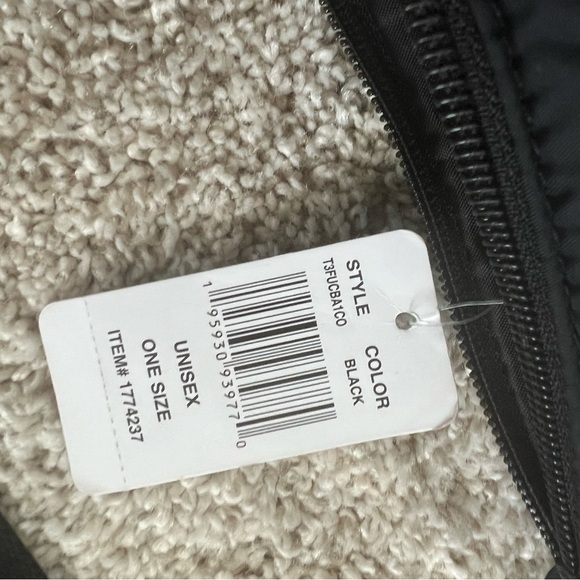 STYLE COLOR
T3FUCBA1CO BLACK
1 95930 93977 0
UNISEX
ONE SIZE
ITEM# 1774237